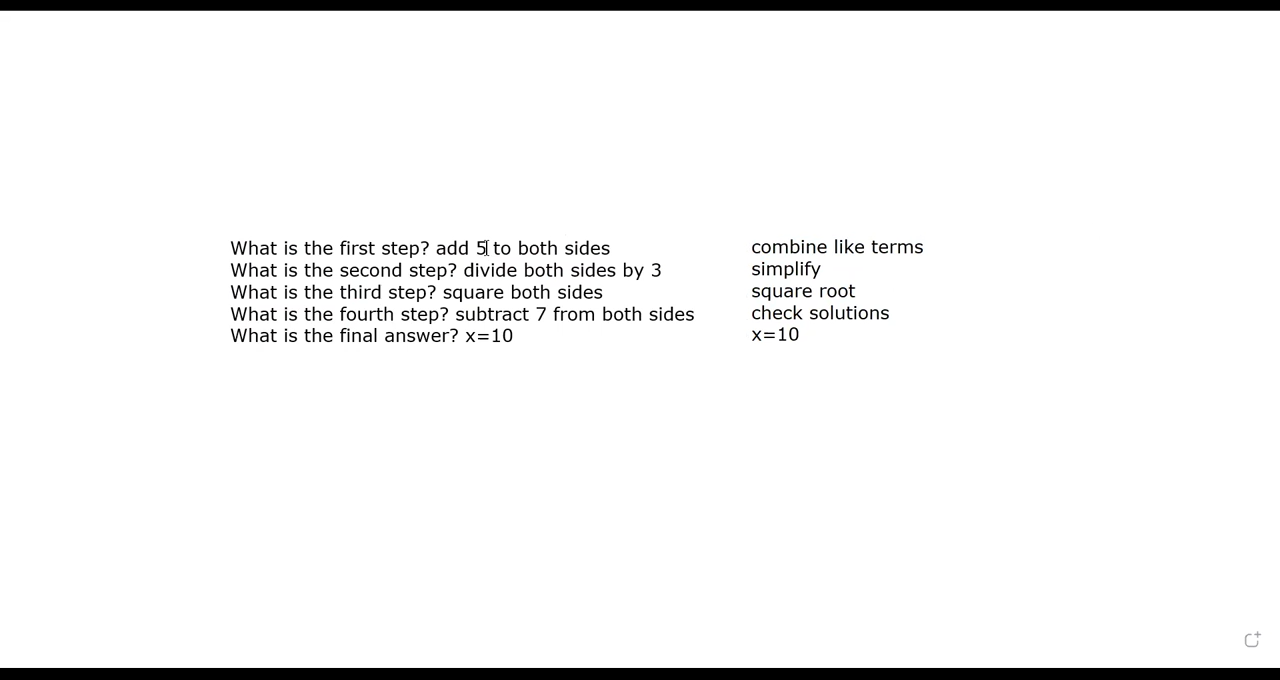 What is the first step? add 5 to both sides
What is the second step? divide both sides by 3
What is the third step? square both sides
What is the fourth step? subtract 7 from both sides
What is the final answer? x=10
combine like terms
simplify
square root
check solutions
x=10